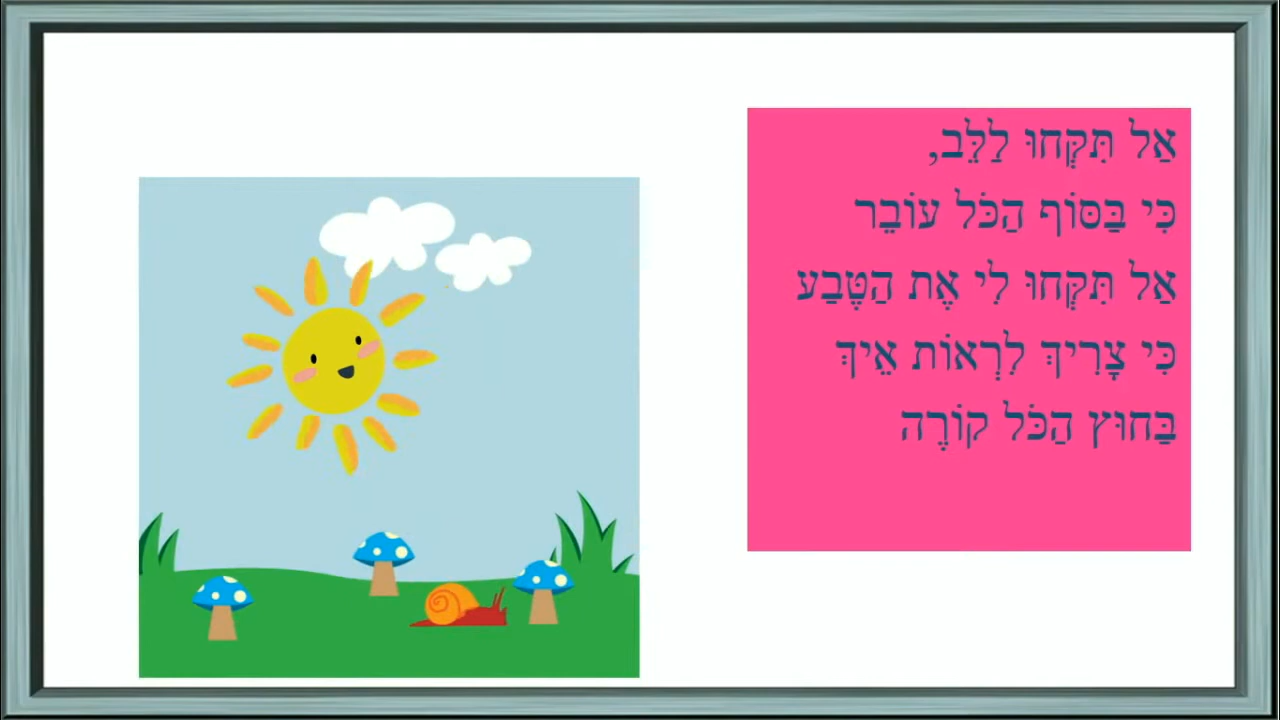 אַל תִּקְּחוּ לַלֵּב,
כִּי בַּסּוֹף הַכֹּל עוֹבֵר
אַל תִּקְּחוּ לִי אֶת הַטֶּבַע
כִּי צָרִיךְ לִרְאוֹת אֵיךְ
בַּחוּץ הַכֹּל קוֹרֶה